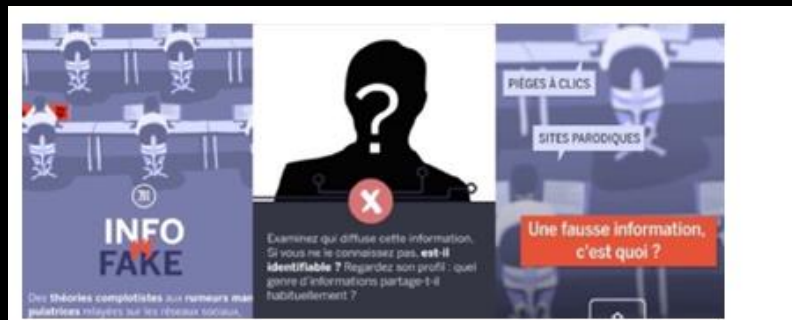 INFO
FAKE
Des théories complotistes aux rumeurs man
pulatrices relayées sur les réseaux sociaux,
?
X
Examinez qui diffuse cette information.
Si vous ne le connaissez pas, est-il
identifiable ? Regardez son profil : quel
genre d'informations partage-t-il
habituellement ?
PIÈGES À CLICS
SITES PARODIQUES
Une fausse information,
c'est quoi ?